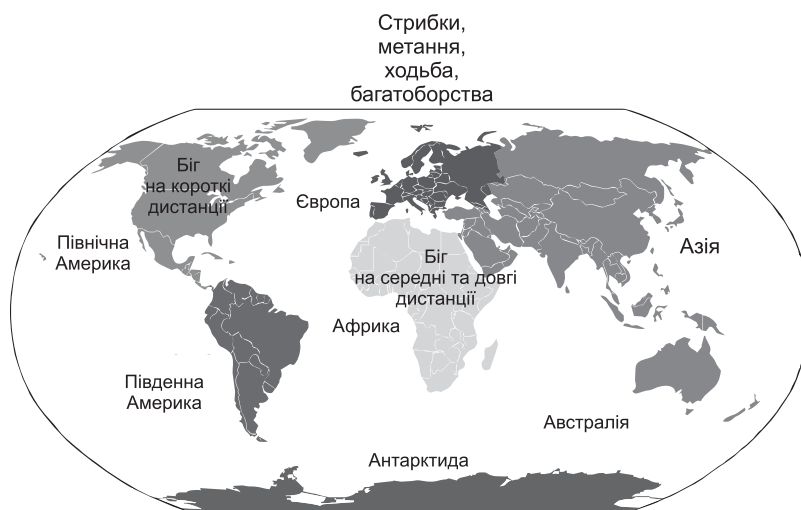 Стрибки,
метання,
ходьба,
багатоборства
Біг
на короткі
дистанції
Європа
Північна
Америка
Біг
на середні та довгі
дистанції
Азія
Африка
Південна
Америка
Австралія
Антарктида